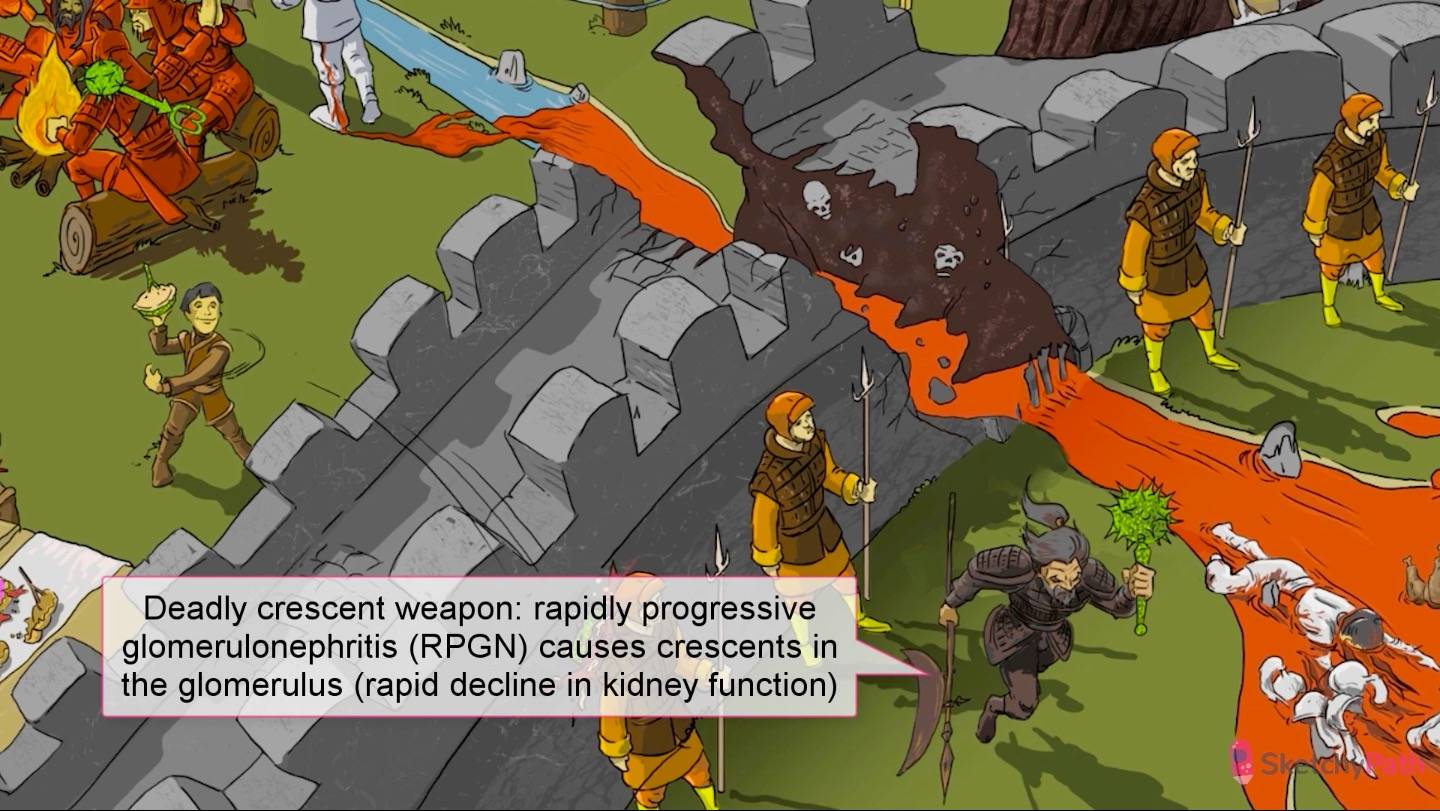 Deadly crescent weapon: rapidly progressive
glomerulonephritis (RPGN) causes crescents in
the glomerulus (rapid decline in kidney function)
SketchyPath